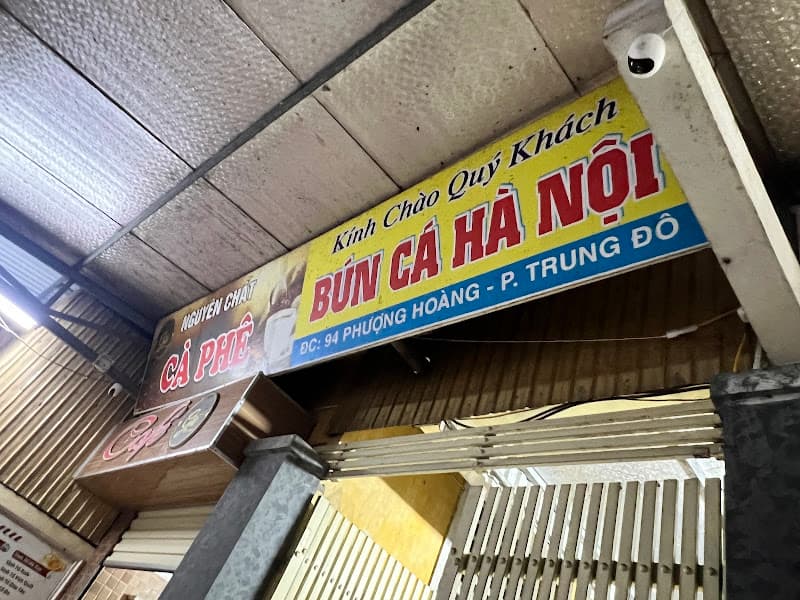 Kính Chào Quý Khách
BÚN CÁ HÀ NỘI
ĐC: 94 PHƯỢNG HOÀNG - P. TRUNG ĐÔ
NGUYÊN CHẤT
CÀ PHÊ
Cafe